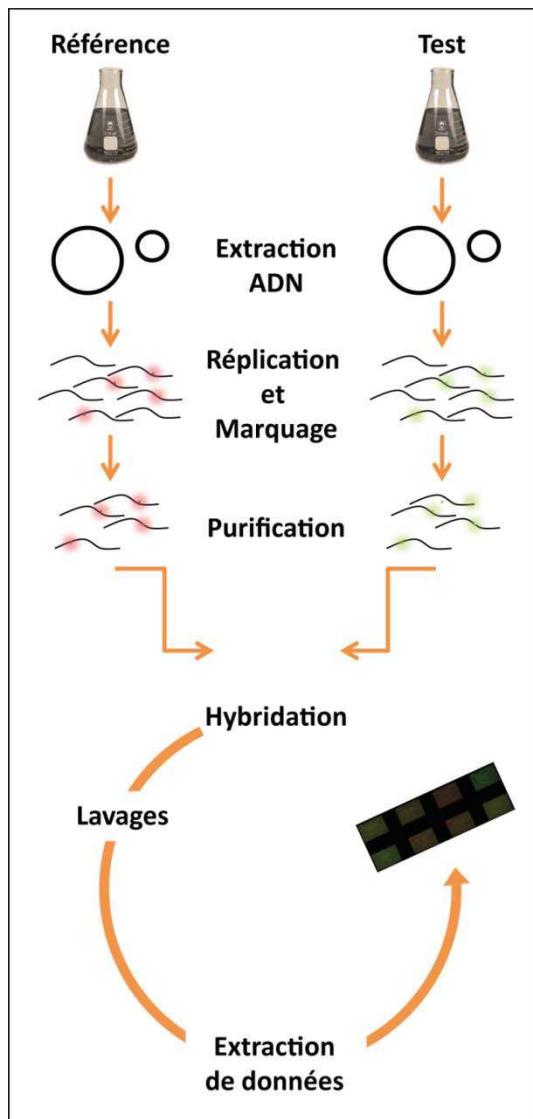 Référence
Test
Extraction
ADN
Réplication
et
Marquage
Purification
Hybridation
Lavages
Extraction
de données